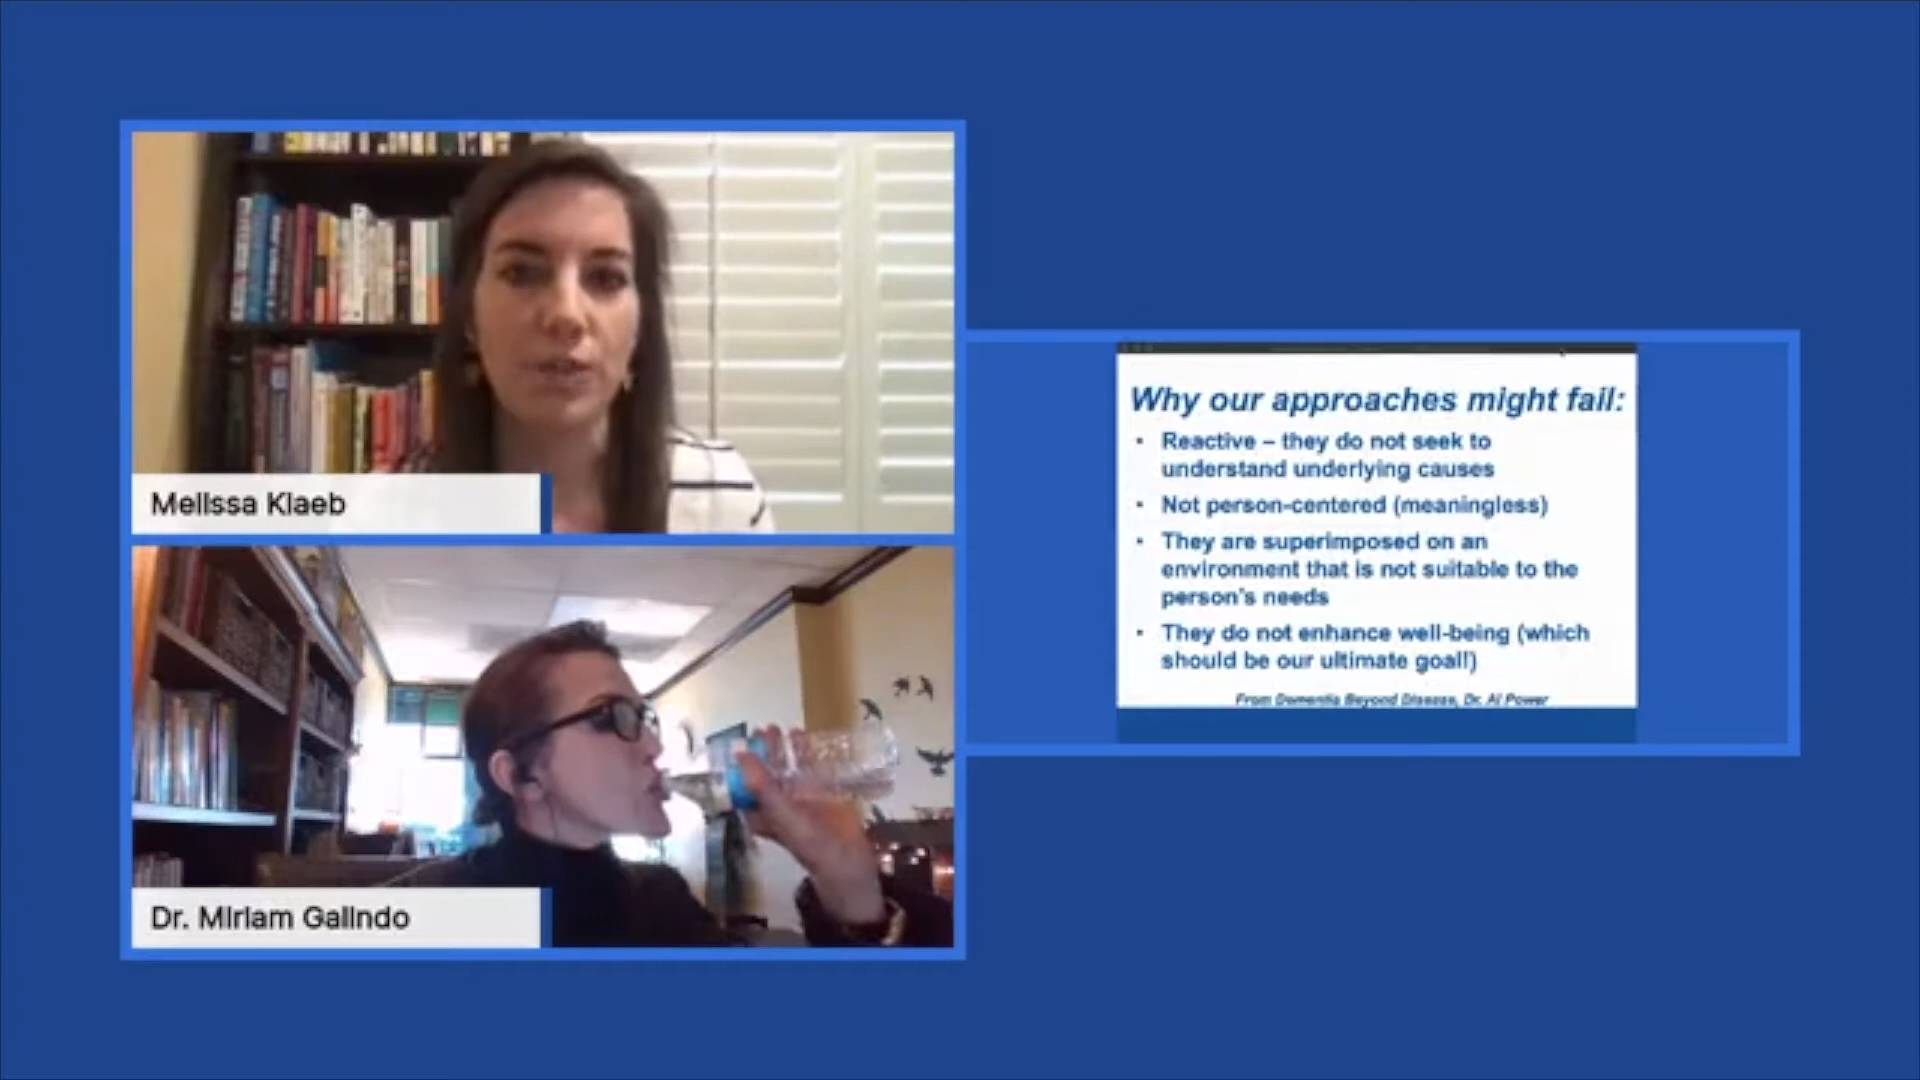 Melissa Klaeb
Dr. Miriam Galindo
Why our approaches might fail:
• Reactive – they do not seek to
understand underlying causes
• Not person-centered (meaningless)
• They are superimposed on an
environment that is not suitable to the
person's needs
• They do not enhance well-being (which
should be our ultimate goal!)
From Dementia Beyond Disease, Dr. Al Power